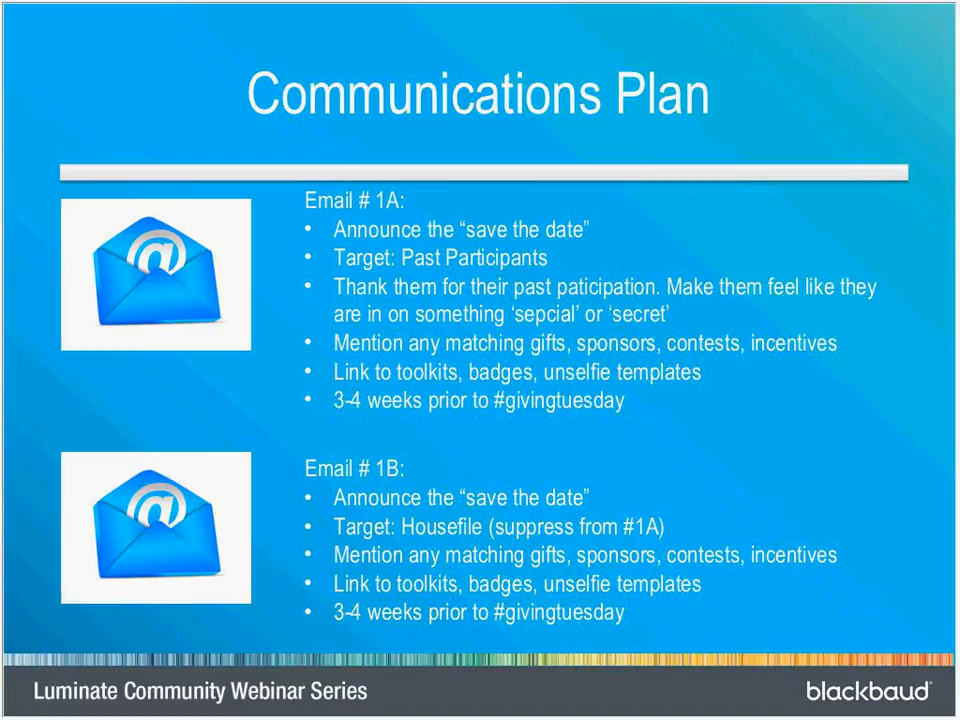 Communications Plan
Email # 1A:
• Announce the “save the date”
• Target: Past Participants
• Thank them for their past paticipation. Make them feel like they
are in on something ‘sepcial’ or ‘secret’
• Mention any matching gifts, sponsors, contests, incentives
• Link to toolkits, badges, unselfie templates
• 3-4 weeks prior to #givingtuesday
Email # 1B:
• Announce the “save the date”
• Target: Housefile (suppress from #1A)
• Mention any matching gifts, sponsors, contests, incentives
• Link to toolkits, badges, unselfie templates
• 3-4 weeks prior to #givingtuesday
Luminate Community Webinar Series
blackbaud